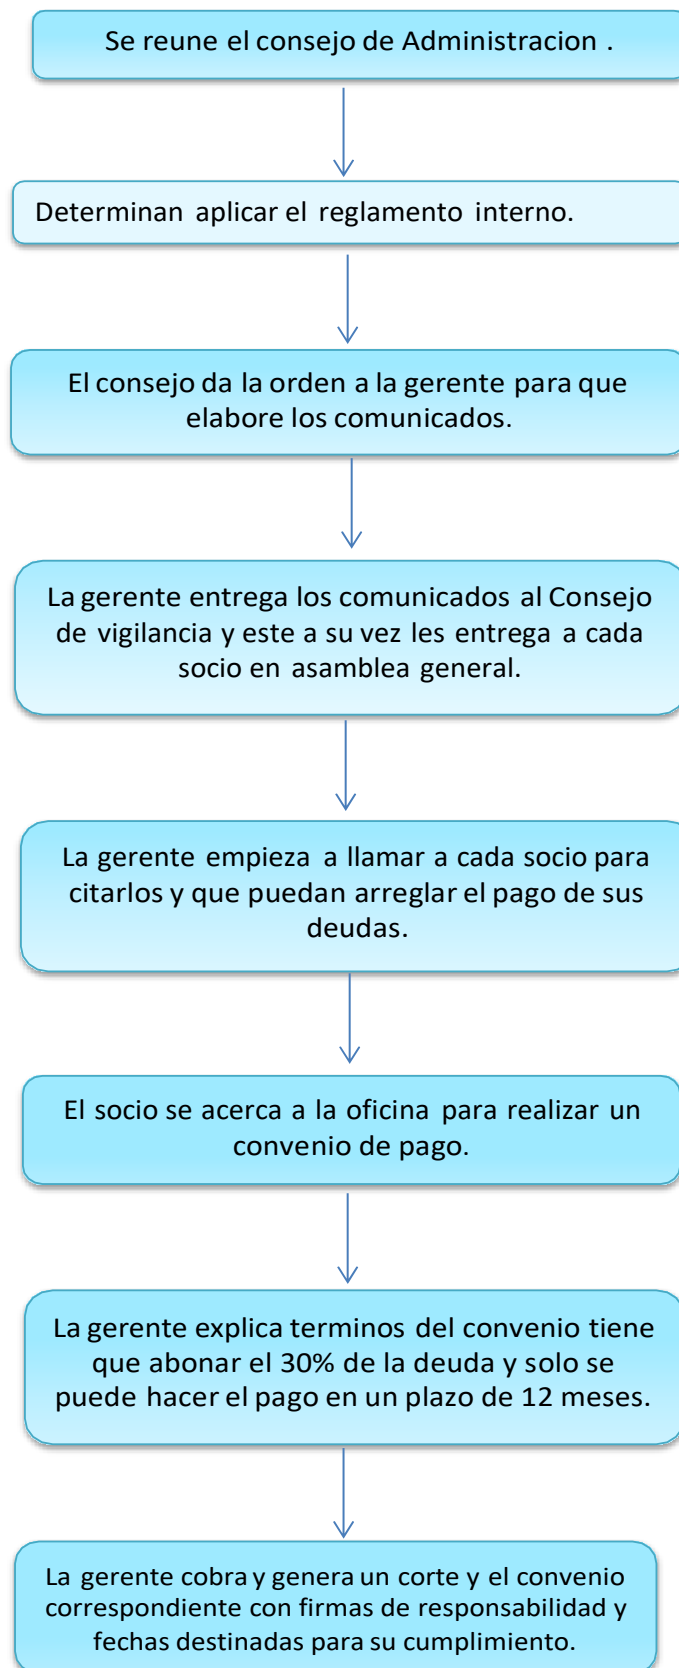 Se reune el consejo de Administracion .
Determinan aplicar el reglamento interno.
El consejo da la orden a la gerente para que
elabore los comunicados.
La gerente entrega los comunicados al Consejo
de vigilancia y este a su vez les entrega a cada
socio en asamblea general.
La gerente empieza a llamar a cada socio para
citarlos y que puedan arreglar el pago de sus
deudas.
El socio se acerca a la oficina para realizar un
convenio de pago.
La gerente explica terminos del convenio tiene
que abonar el 30% de la deuda y solo se
puede hacer el pago en un plazo de 12 meses.
La gerente cobra y genera un corte y el convenio
correspondiente con firmas de responsabilidad y
fechas destinadas para su cumplimiento.